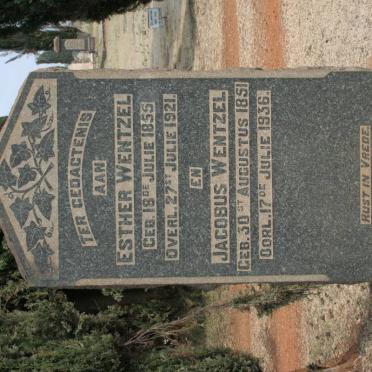 TER GEDACHTENIS
AAN
ESTHER WENTZEL
GEB. 18DE JULIE 1855
OVERL. 27STE JULIE 1921
EN
JACOBUS WENTZEL
GEB. 30ST AUGUSTUS 1851
OORL. 17DE JULIE 1936
RUST IN VREDE